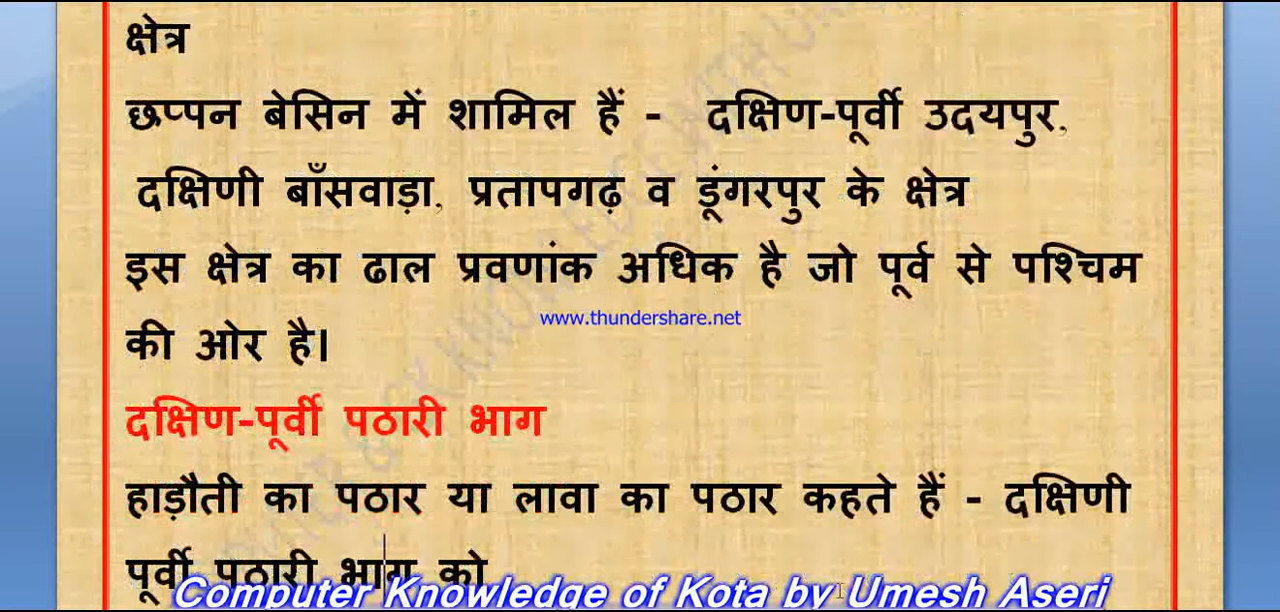 क्षेत्र
छप्पन बेसिन में शामिल हैं - दक्षिण-पूर्वी उदयपुर,
दक्षिणी बाँसवाड़ा, प्रतापगढ़ व डूंगरपुर के क्षेत्र
इस क्षेत्र का ढाल प्रवणांक अधिक है जो पूर्व से पश्चिम
www.thundershare.net
की ओर है।
दक्षिण-पूर्वी पठारी भाग
हाड़ौती का पठार या लावा का पठार कहते हैं - दक्षिणी
पूर्वी पठारी भाग को
Computer Knowledge of Kota by Umesh Aseri